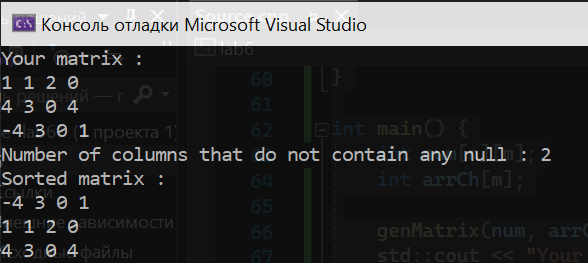 Консоль отладки Microsoft Visual Studio
Your matrix :
1 1 2 0
4 3 0 4
-4 3 0 1
Number of columns that do not contain any null : 2
Sorted matrix :
-4 3 0 1
1 1 2 0
4 3 0 4
lab6
60 }
61
62 int main() {
64 int arrCh[m];
65
66 genMatrix(num, arrC
67 std::cout << "Your